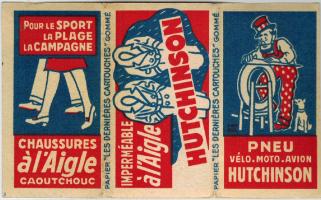 POUR LE SPORT
LA PLAGE
LA CAMPAGNE
CHAUSSURES
à l'Aigle
CAOUTCHOUC
PAPIER "LES DERNIÈRES CARTOUCHES" GOMMÉ
IMPERMÉABLE
à l'Aigle
HUTCHINSON
PAPIER "LES DERNIÈRES CARTOUCHES" GOMMÉ
PNEU
VÉLO.MOTO.AVION
HUTCHINSON